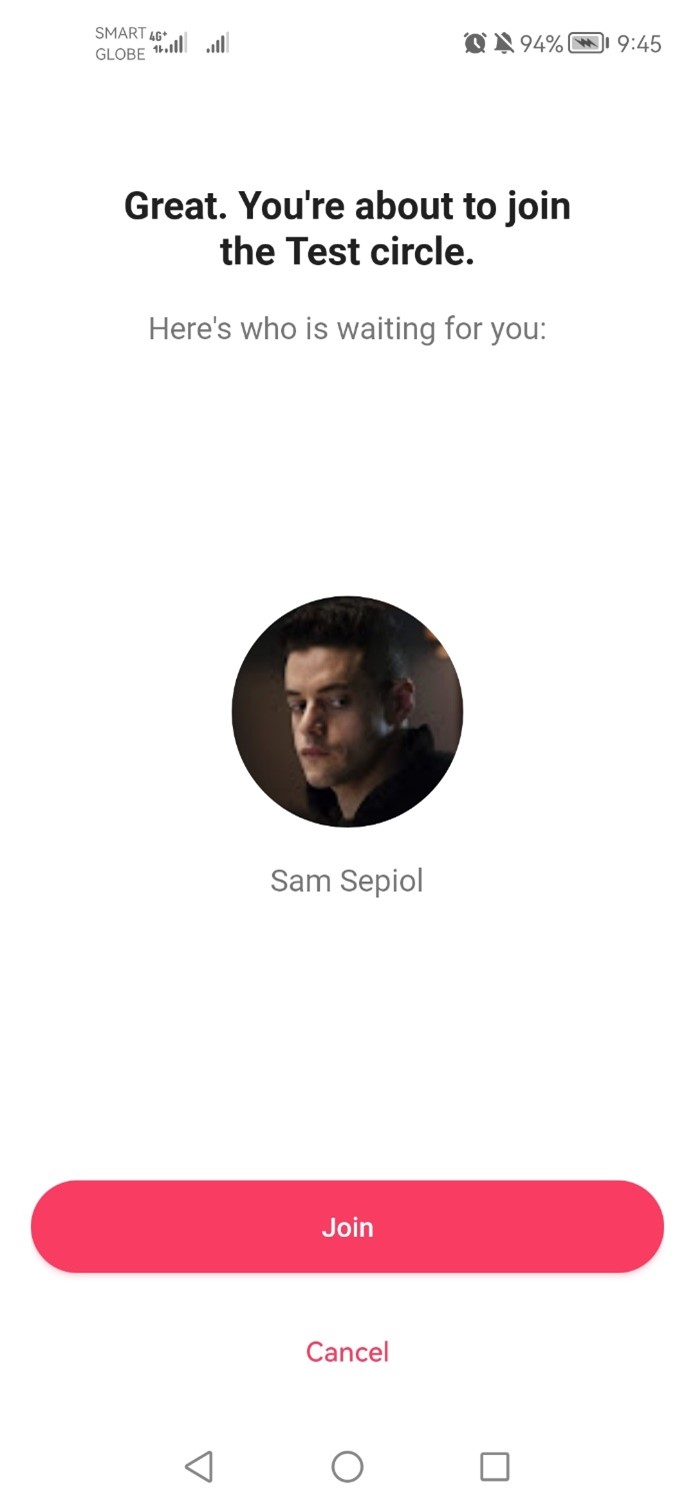 SMART 4G+
GLOBE
94% 9:45
Great. You're about to join
the Test circle.
Here's who is waiting for you:
Sam Sepiol
Join
Cancel